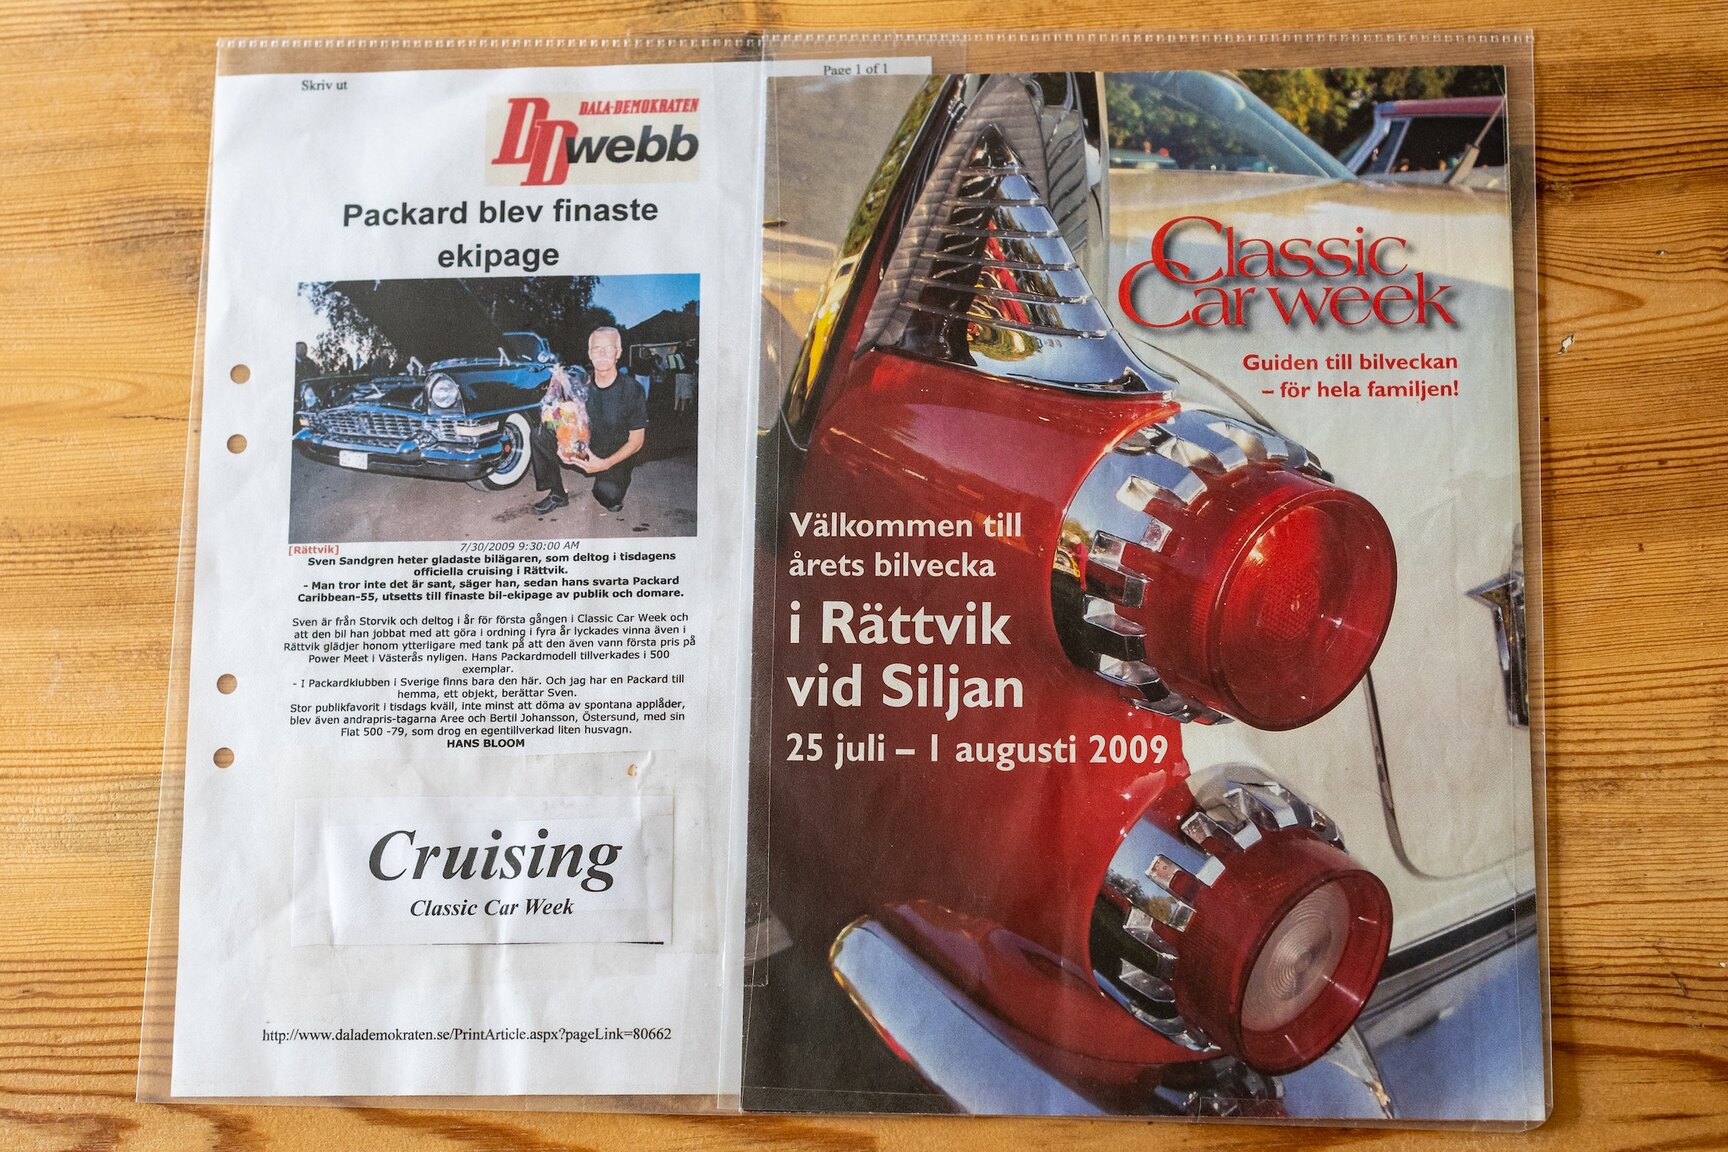 Skriv ut
Page 1 of 1
DALA-DEMOKRATEN
DD webb
Packard blev finaste
ekipage
[Rättvik]
7/30/2009 9:30:00 AM
Sven Sandgren heter gladaste bilägaren, som deltog i tisdagens
officiella cruising i Rättvik.
- Man tror inte det är sant, säger han, sedan hans svarta Packard
Caribbean-55, utsetts till finaste bil-ekipage av publik och domare.
Sven är från Storvik och deltog i år för första gången i Classic Car Week och
att den bil han jobbat med att göra i ordning i fyra år lyckades vinna även i
Rättvik glädjer honom ytterligare med tank på att den även vann första pris på
Power Meet i Västerås nyligen. Hans Packardmodell tillverkades i 500
exemplar.
- I Packardklubben i Sverige finns bara den här. Och jag har en Packard till
hemma, ett objekt, berättar Sven.
Stor publikfavorit i tisdags kväll, inte minst att döma av spontana applåder,
blev även andrapris-tagarna Aree och Bertil Johansson, Östersund, med sin
Fiat 500 -79, som drog en egentillverkad liten husvagn.
HANS BLOOM
Cruising
Classic Car Week
http://www.dalademokraten.se/PrintArticle.aspx?pageLink=80662
Classic
Car week
Guiden till bilveckan
– för hela familjen!
Välkommen till
årets bilvecka
i Rättvik
vid Siljan
25 juli – 1 augusti 2009